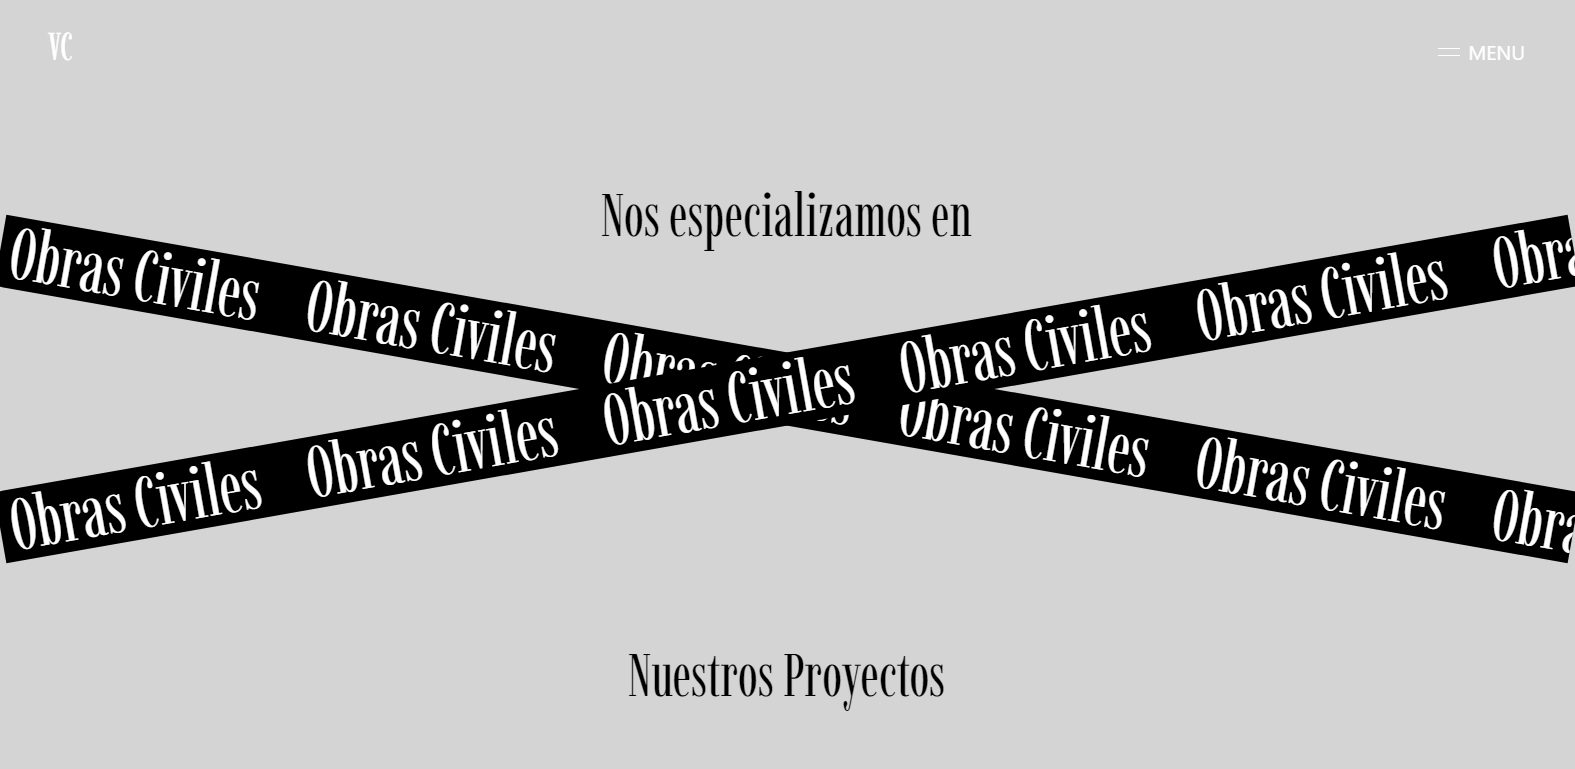 VC
MENU
Nos especializamos en
Obras Civiles Obras Civiles Obras Civiles Obras Civiles Obras Civiles Obra
Obras Civiles Obras Civiles Obras Civiles Obras Civiles Obras Civiles Obra
Nuestros Proyectos